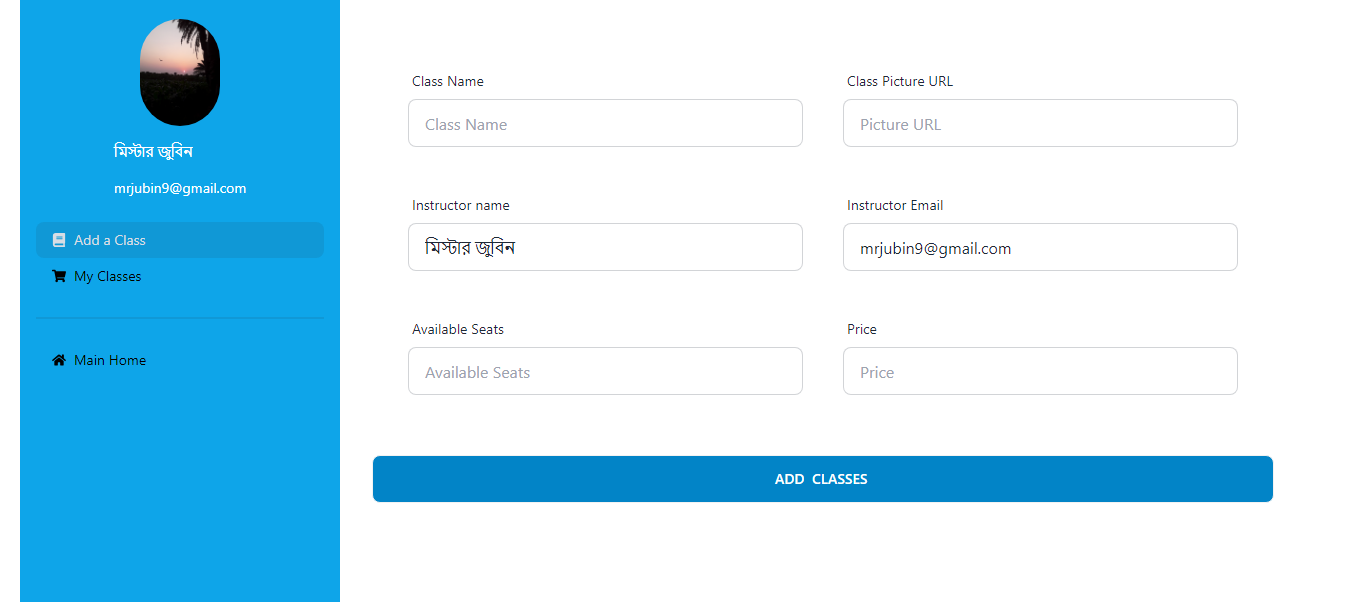 মিস্টার জুবিন
mrjubin9@gmail.com
Add a Class
My Classes
Main Home
Class Name
Class Name
Class Picture URL
Picture URL
Instructor name
মিস্টার জুবিন
Instructor Email
mrjubin9@gmail.com
Available Seats
Available Seats
Price
Price
ADD CLASSES